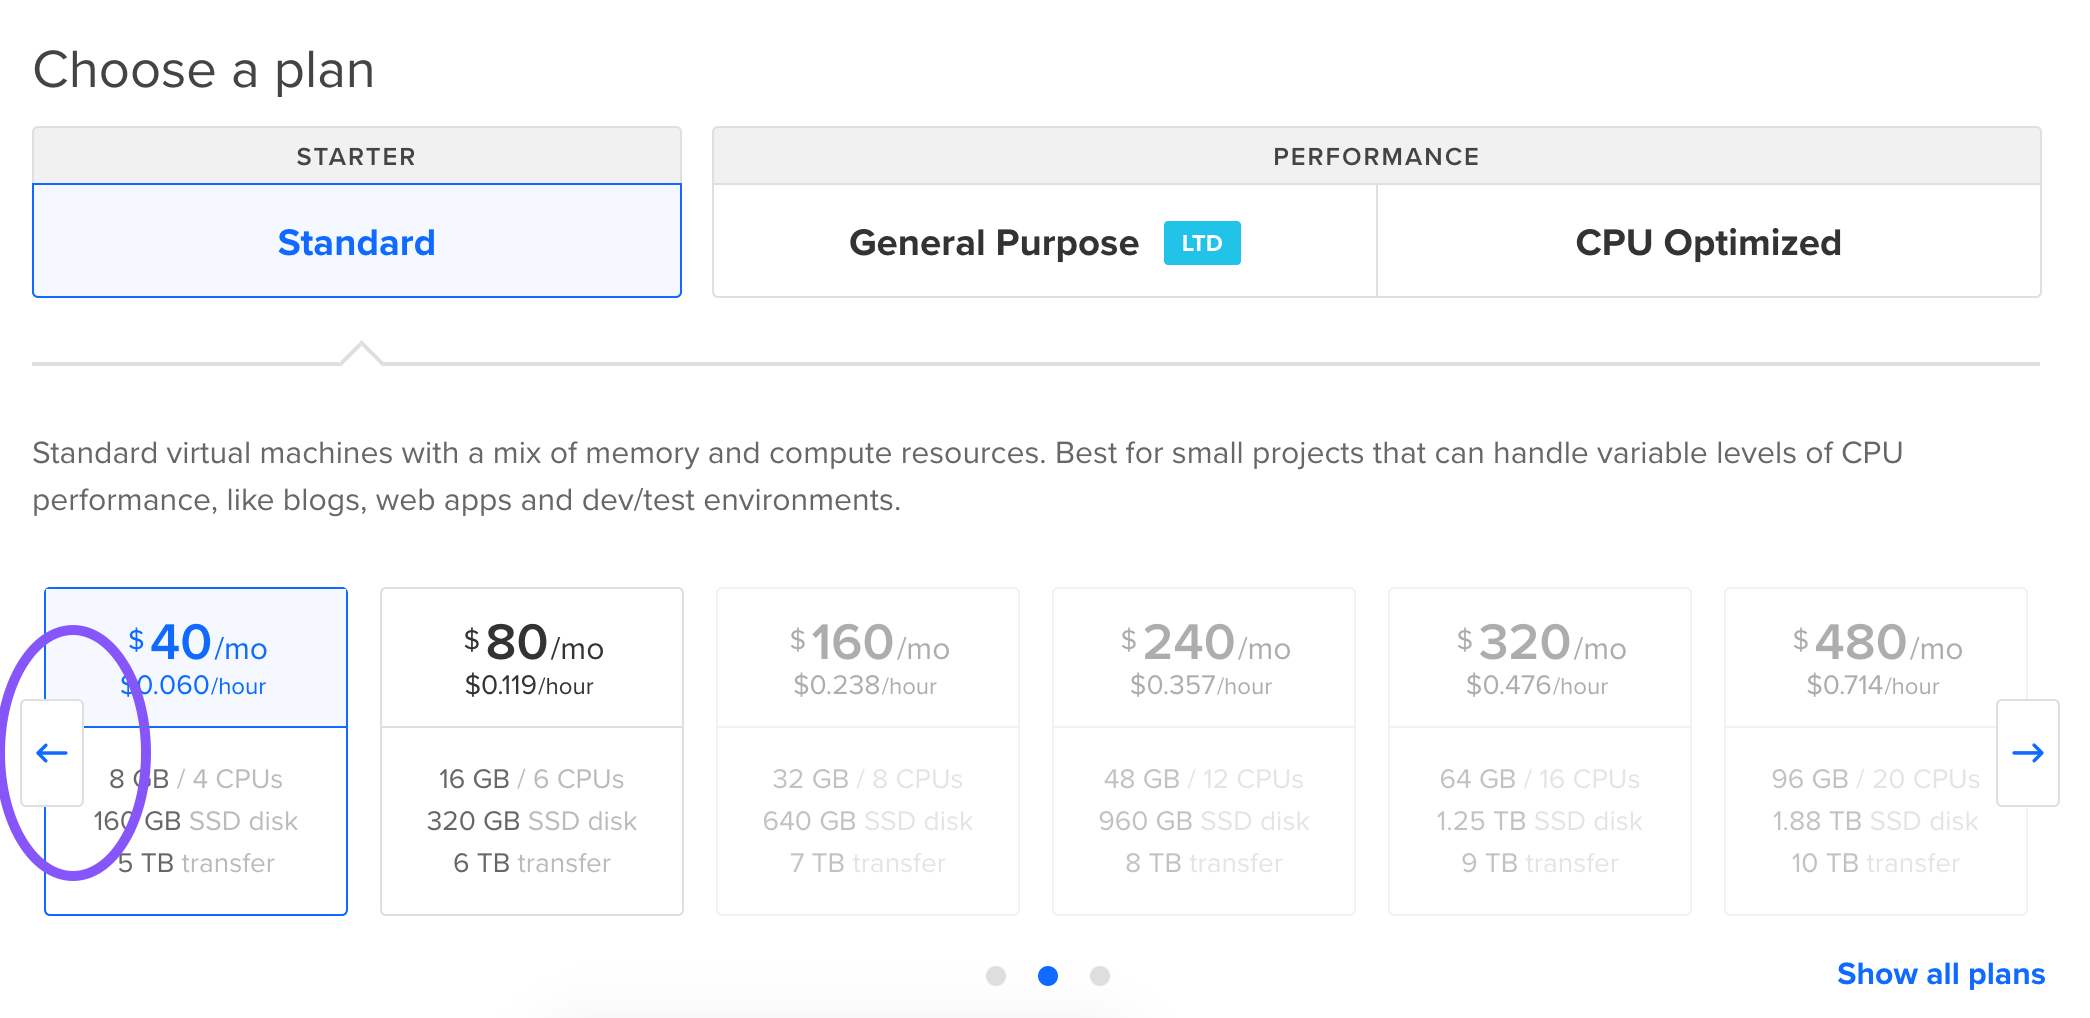 Choose a plan
STARTER
PERFORMANCE
Standard
General Purpose LTD
CPU Optimized
Standard virtual machines with a mix of memory and compute resources. Best for small projects that can handle variable levels of CPU
performance, like blogs, web apps and dev/test environments.
$40/mo
$0.060/hour
8 GB / 4 CPUs
160 GB SSD disk
5 TB transfer
$80/mo
$0.119/hour
16 GB / 6 CPUs
320 GB SSD disk
6 TB transfer
$160/mo
$0.238/hour
32 GB / 8 CPUs
640 GB SSD disk
7 TB transfer
$240/mo
$0.357/hour
48 GB / 12 CPUs
960 GB SSD disk
8 TB transfer
$320/mo
$0.476/hour
64 GB / 16 CPUs
1.25 TB SSD disk
9 TB transfer
$480/mo
$0.714/hour
96 GB / 20 CPUs
1.88 TB SSD disk
10 TB transfer
Show all plans